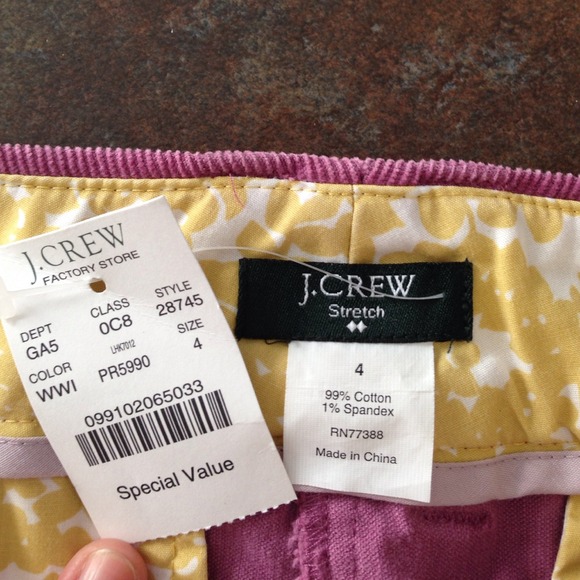 J.CREW
FACTORY STORE
DEPT CLASS STYLE
GA5 0C8 28745
COLOR LHK7012 SIZE
WWI PR5990 4
099102065033
Special Value
J.CREW
Stretch
4
99% Cotton
1% Spandex
RN77388
Made in China